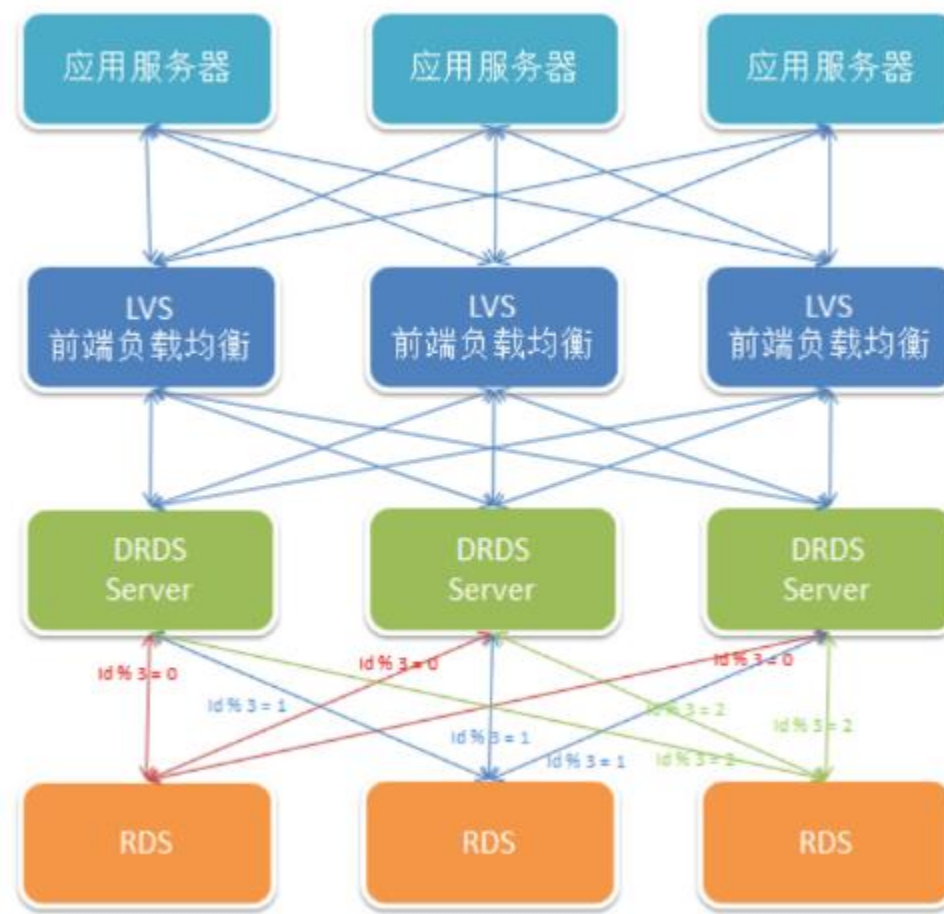 应用服务器
应用服务器
应用服务器
LVS
前端负载均衡
LVS
前端负载均衡
LVS
前端负载均衡
DRDS
Server
DRDS
Server
DRDS
Server
Id % 3 = 0
Id % 3 = 0
Id % 3 = 0
Id % 3 = 1
Id % 3 = 2
Id % 3 = 2
Id % 3 = 1
Id % 3 = 1
Id % 3 = 2
RDS
RDS
RDS